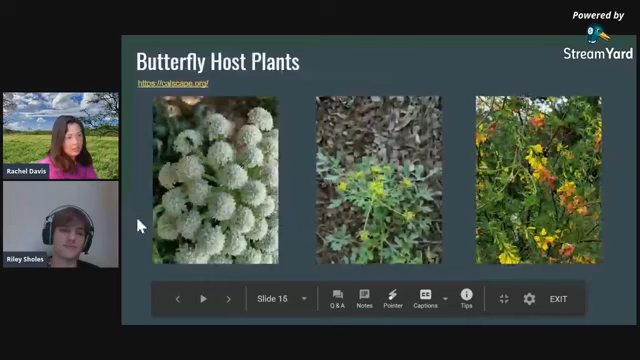 Powered by
StreamYard
Butterfly Host Plants
https://calscape.org/
Rachel Davis
Riley Sholes
Slide 15
Q & A
Notes
Pointer
CC
Captions
Tips
EXIT